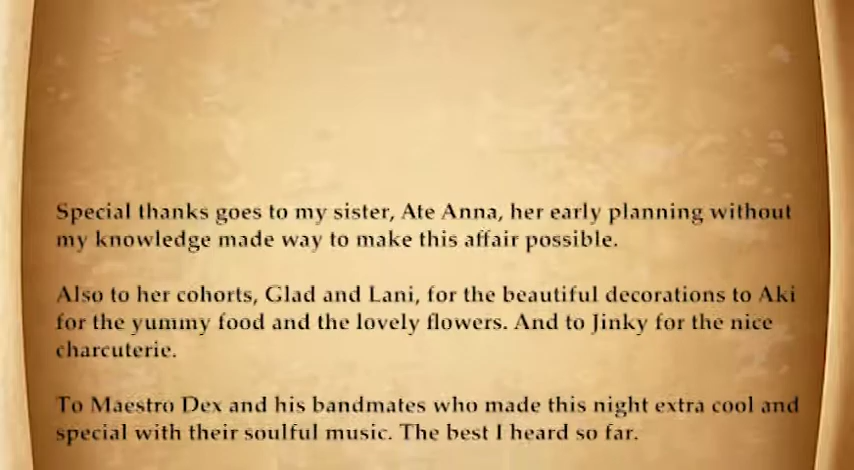 Special thanks goes to my sister, Ate Anna, her early planning without
my knowledge made way to make this affair possible.
Also to her cohorts, Glad and Lani, for the beautiful decorations to Aki
for the yummy food and the lovely flowers. And to Jinky for the nice
charcuterie.
To Maestro Dex and his bandmates who made this night extra cool and
special with their soulful music. The best I heard so far.